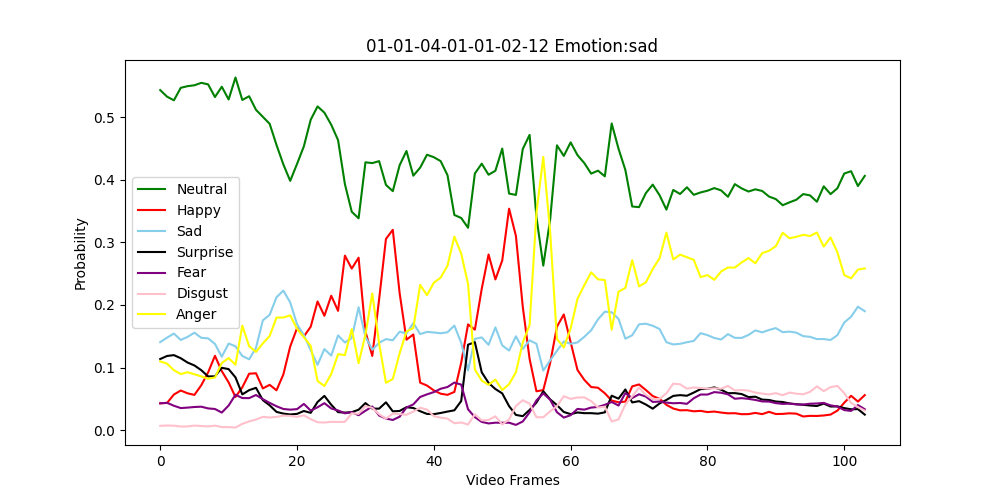 01-01-04-01-01-02-12 Emotion:sad
Probability
0.5
0.4
0.3
0.2
0.1
0.0
Neutral
Happy
Sad
Surprise
Fear
Disgust
Anger
0 20 40 60 80 100
Video Frames